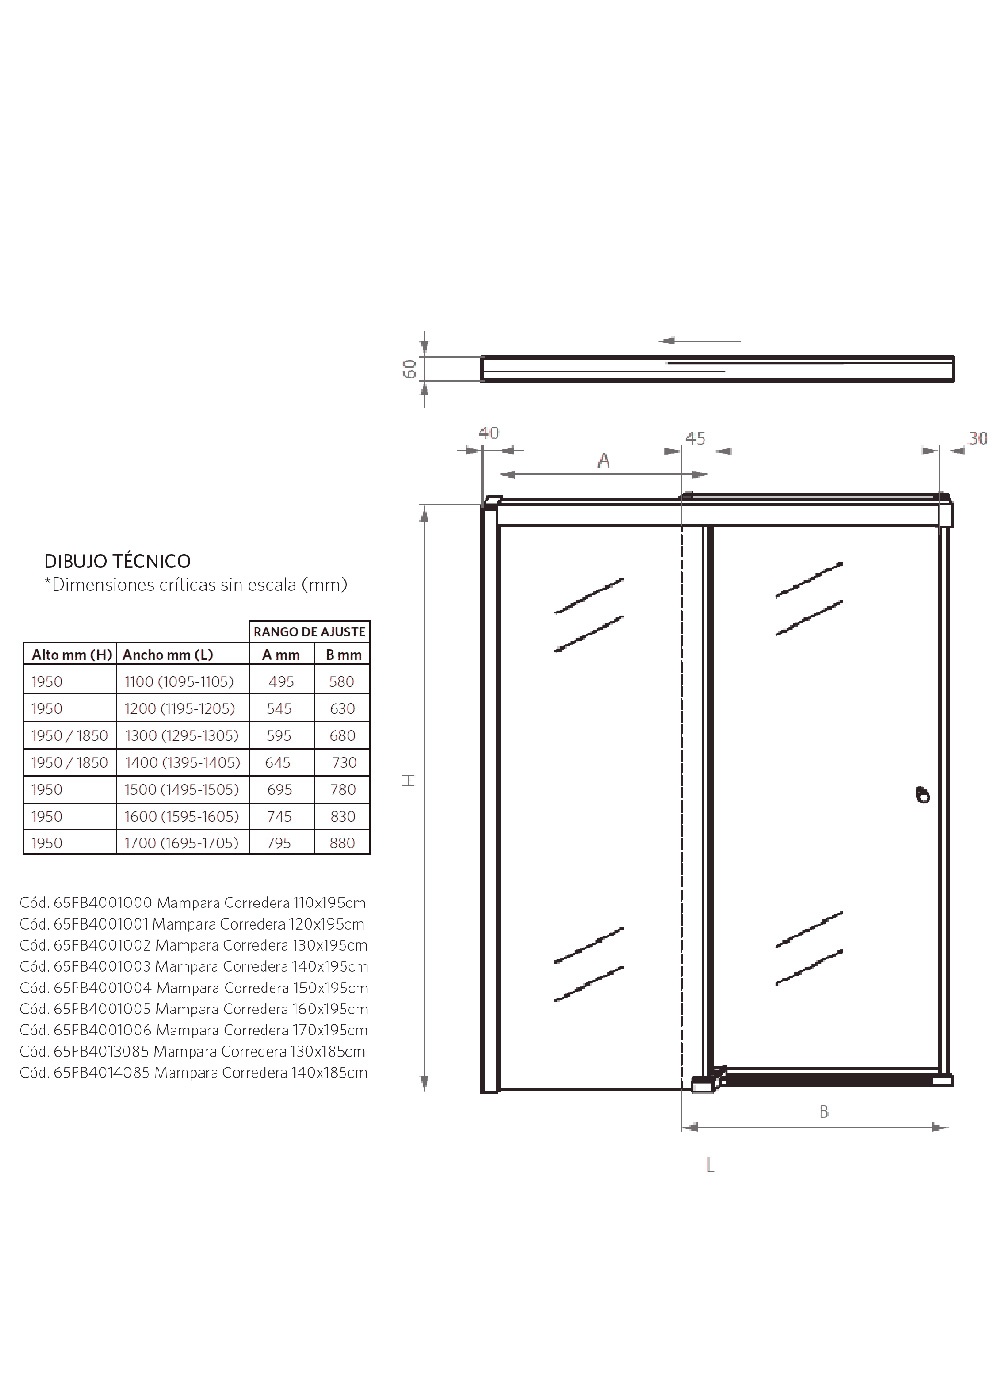 60
40
45
30
A
DIBUJO TÉCNICO
*Dimensiones críticas sin escala (mm)
RANGO DE AJUSTE
Alto mm (H) Ancho mm (L) A mm B mm
1950 1100 (1095-1105) 495 580
1950 1200 (1195-1205) 545 630
1950 / 1850 1300 (1295-1305) 595 680
1950 / 1850 1400 (1395-1405) 645 730
1950 1500 (1495-1505) 695 780
1950 1600 (1595-1605) 745 830
1950 1700 (1695-1705) 795 880
H
Cód. 65FB4001000 Mampara Corredera 110x195cm
Cód. 65FB4001001 Mampara Corredera 120x195cm
Cód. 65FB4001002 Mampara Corredera 130x195cm
Cód. 65FB4001003 Mampara Corredera 140x195cm
Cód. 65FB4001004 Mampara Corredera 150x195cm
Cód. 65FB4001005 Mampara Corredera 160x195cm
Cód. 65FB4001006 Mampara Corredera 170x195cm
Cód. 65FB4013085 Mampara Corredera 130x185cm
Cód. 65FB4014085 Mampara Corredera 140x185cm
B
L